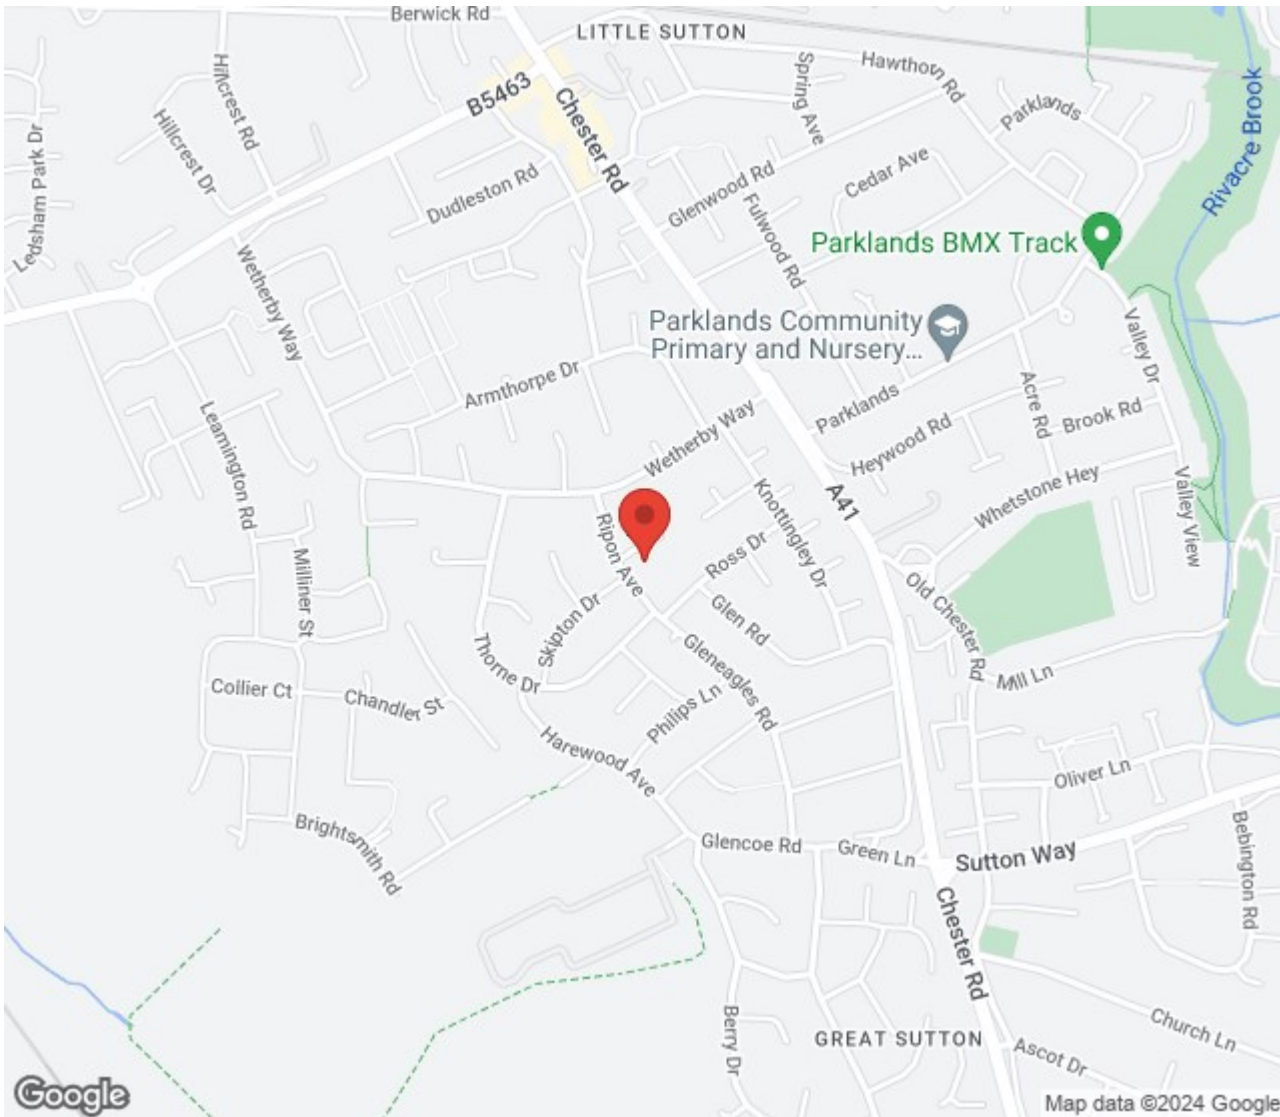 Berwick Rd
LITTLE SUTTON
Hillcrest Rd
B5463
Chester Rd
Spring Ave
Hawthorn Rd
Parklands
Rivacre Brook
Hillcrest Dr
Ledsham Park Dr
Dudleston Rd
Glenwood Rd
Cedar Ave
Fulwood Rd
Parklands BMX Track
Wetherby Way
Parklands Community
Primary and Nursery...
Valley Dr
Armthorpe Dr
Parklands
Acre Rd
Brook Rd
Leamington Rd
Wetherby Way
Heywood Rd
Whetstone Hey
Knottingley Dr
A41
Valley View
Ripon Ave
Ross Dr
Milliner St
Old Chester Rd
Skipton Dr
Glen Rd
Thorne Dr
Gleneagles Rd
Mill Ln
Collier Ct
Chandler St
Philips Ln
Harewood Ave
Oliver Ln
Brightsmith Rd
Glencoe Rd
Green Ln
Sutton Way
Bebington Rd
Chester Rd
Berry Dr
GREAT SUTTON
Church Ln
Ascot Dr
Google
Map data ©2024 Google